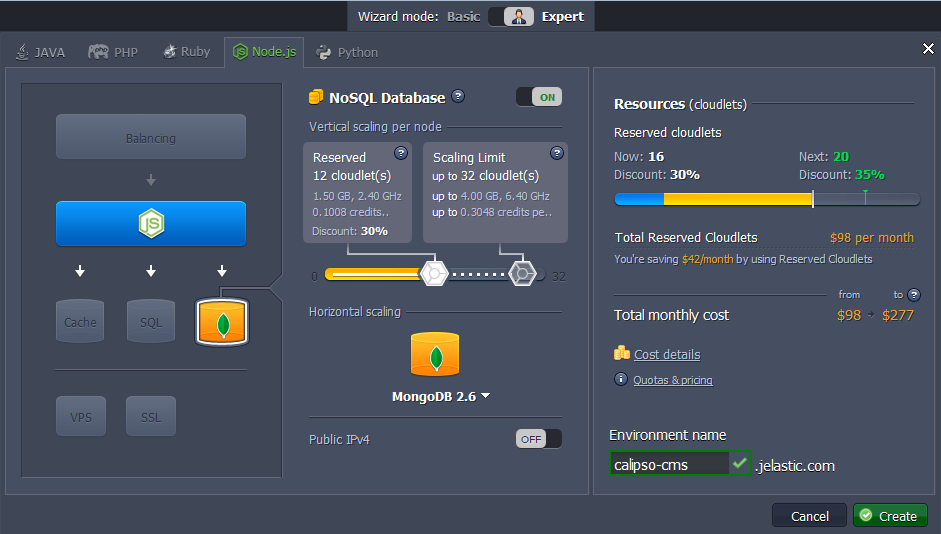 Wizard mode: Basic Expert
JAVA PHP Ruby Node.js Python
Balancing
JS
Cache SQL
VPS SSL
NoSQL Database ? ON
Vertical scaling per node
Reserved ?
12 cloudlet(s)
1.50 GB, 2.40 GHz
0.1008 credits..
Discount: 30%
Scaling Limit ?
up to 32 cloudlet(s)
up to 4.00 GB, 6.40 GHz
up to 0.3048 credits pe..
0 32
Horizontal scaling
MongoDB 2.6
Public IPv4 OFF
Resources (cloudlets)
Reserved cloudlets
Now: 16 Next: 20
Discount: 30% Discount: 35%
Total Reserved Cloudlets $98 per month
You're saving $42/month by using Reserved Cloudlets
from to ?
Total monthly cost $98 $277
Cost details
Quotas & pricing
Environment name
calipso-cms .jelastic.com
Cancel Create